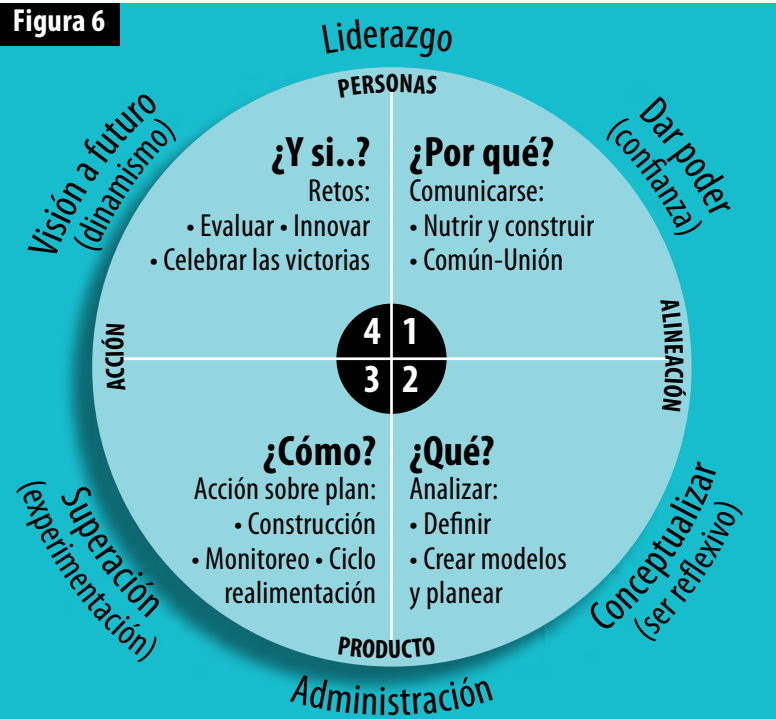 Figura 6
Liderazgo
PERSONAS
Visión a futuro
(dinamismo)
Dar poder
(confianza)
¿Y si..?
Retos:
• Evaluar • Innovar
• Celebrar las victorias
¿Por qué?
Comunicarse:
• Nutrir y construir
• Común-Unión
ACCIÓN
4 1
3 2
ALINEACIÓN
¿Cómo?
Acción sobre plan:
• Construcción
• Monitoreo • Ciclo
realimentación
¿Qué?
Analizar:
• Definir
• Crear modelos
y planear
Superación
(experimentación)
Conceptualizar
(ser reflexivo)
PRODUCTO
Administración